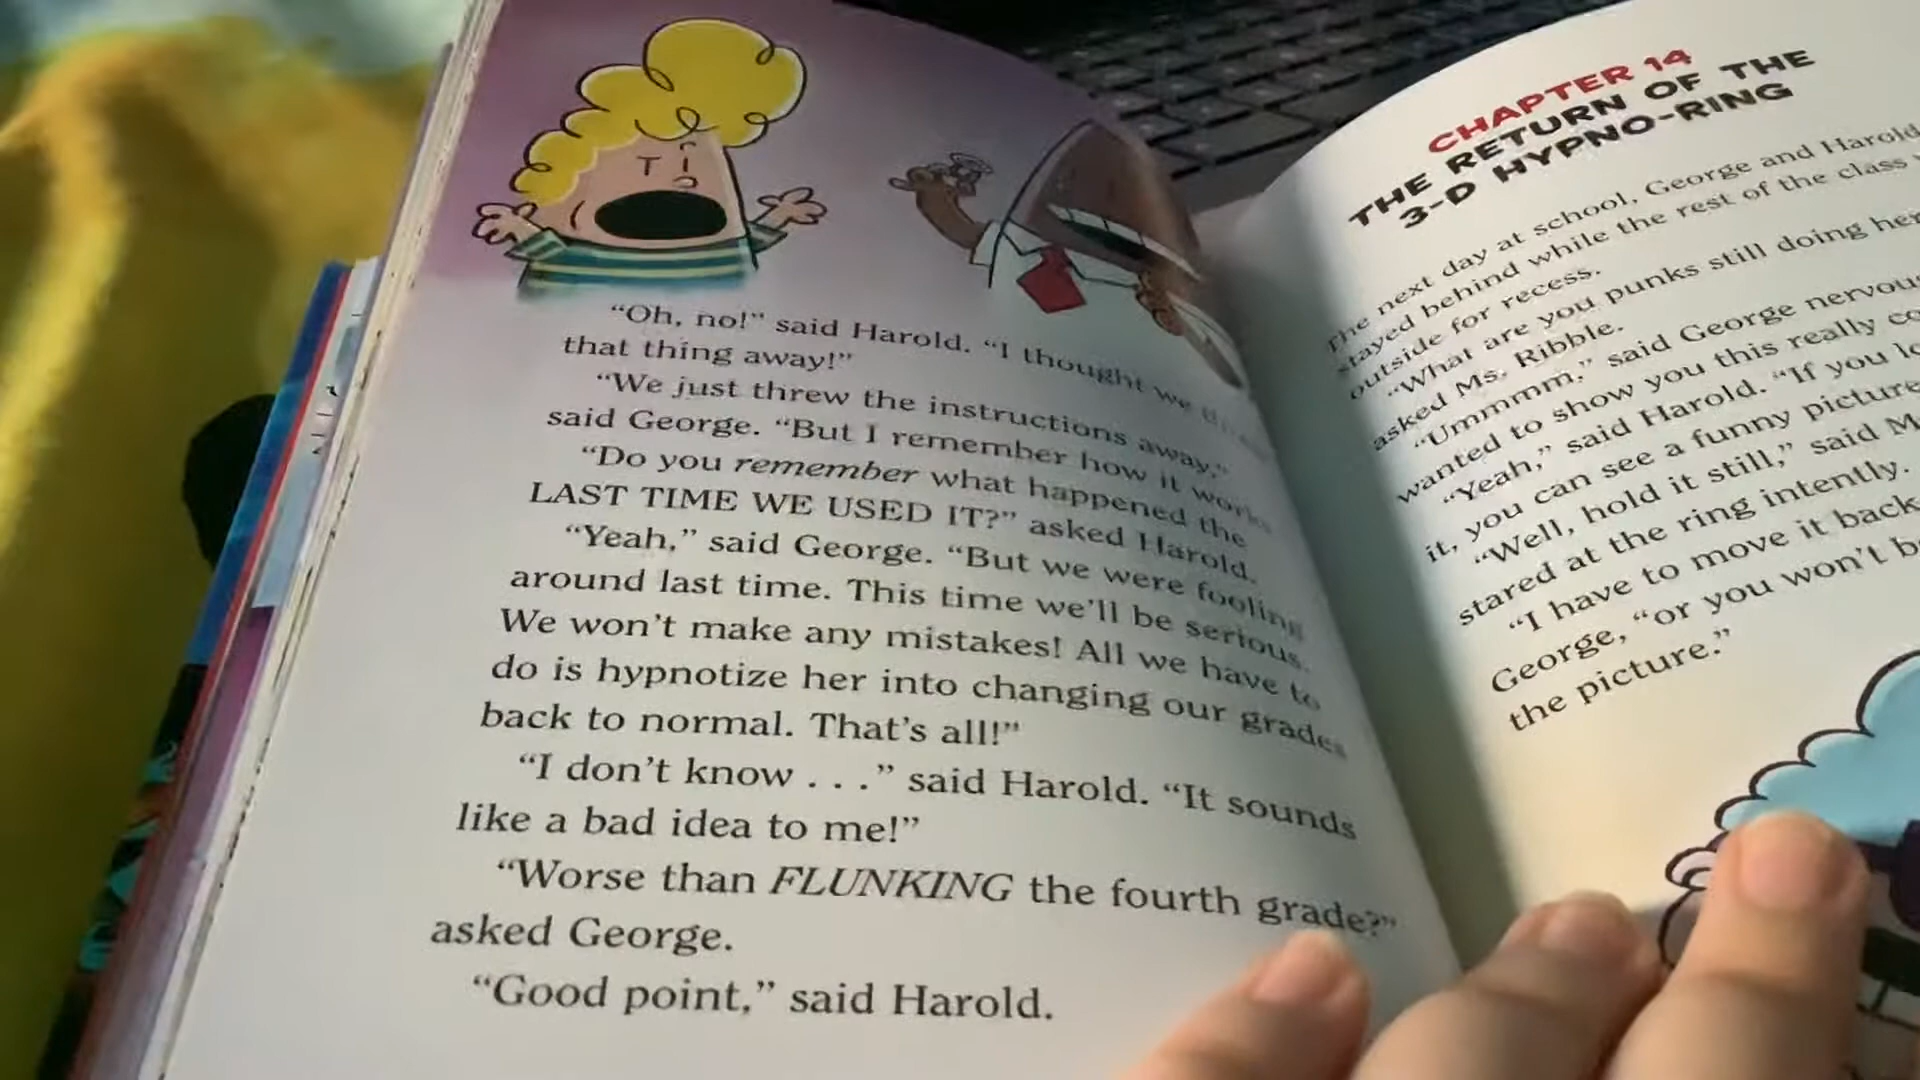 “Oh, no!” said Harold. “I thought we threw
that thing away!”
“We just threw the instructions away,”
said George. “But I remember how it works
“Do you remember what happened the
LAST TIME WE USED IT?” asked Harold.
“Yeah,” said George. “But we were fooling
around last time. This time we’ll be serious.
We won’t make any mistakes! All we have to
do is hypnotize her into changing our grades
back to normal. That’s all!”
“I don’t know . . .” said Harold. “It sounds
like a bad idea to me!”
“Worse than FLUNKING the fourth grade?”
asked George.
“Good point,” said Harold.
CHAPTER 14
THE RETURN OF THE
3-D HYPNO-RING
The next day at school, George and Harold
stayed behind while the rest of the class
outside for recess.
“What are you punks still doing
asked Ms. Ribble.
“Ummmm,” said George
wanted to show you this really
“Yeah,” said Harold. “If you
it, you can see a funny picture
“Well, hold it still,” said
stared at the ring intently.
“I have to move it back
George, “or you won’t
the picture.”